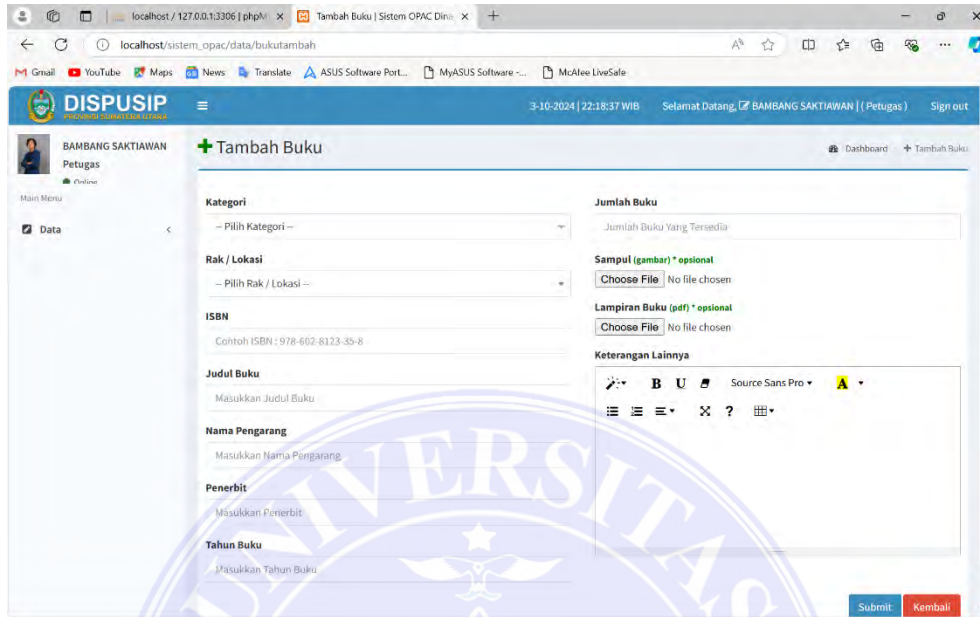 localhost / 127.0.0.1:3306 | phpM
Tambah Buku | Sistem OPAC Dina
localhost/sistem_opac/data/bukutambah
Gmail YouTube Maps News Translate ASUS Software Port... MyASUS Software -... McAfee LiveSafe
DISPUSIP
PROVINSI SUMATERA UTARA
3-10-2024 | 22:18:37 WIB Selamat Datang, BAMBANG SAKTIAWAN | ( Petugas ) Sign out
BAMBANG SAKTIAWAN
Petugas
Online
Main Menu
Data
Tambah Buku
Dashboard
Tambah Buku
Kategori
-- Pilih Kategori --
Rak / Lokasi
-- Pilih Rak / Lokasi --
ISBN
Contoh ISBN : 978-602-8123-35-8
Judul Buku
Masukkan Judul Buku
Nama Pengarang
Masukkan Nama Pengarang
Penerbit
Masukkan Penerbit
Tahun Buku
Masukkan Tahun Buku
Jumlah Buku
Jumlah Buku Yang Tersedia
Sampul (gambar) * opsional
Choose File No file chosen
Lampiran Buku (pdf) * opsional
Choose File No file chosen
Keterangan Lainnya
B U Source Sans Pro A
?
Submit Kembali
UNIVERSITAS